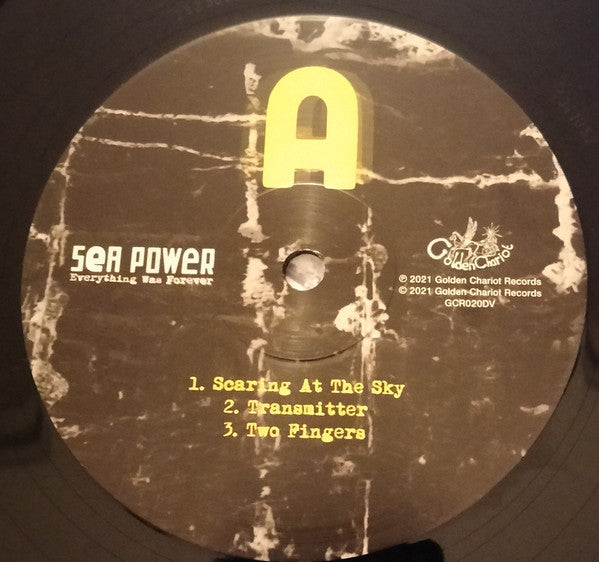 A
SeA POWER
Everything Was Forever
Golden Chariot
℗ 2021 Golden Chariot Records
© 2021 Golden Chariot Records
GCR020DV
1. Scaring At The Sky
2. Transmitter
3. Two Fingers